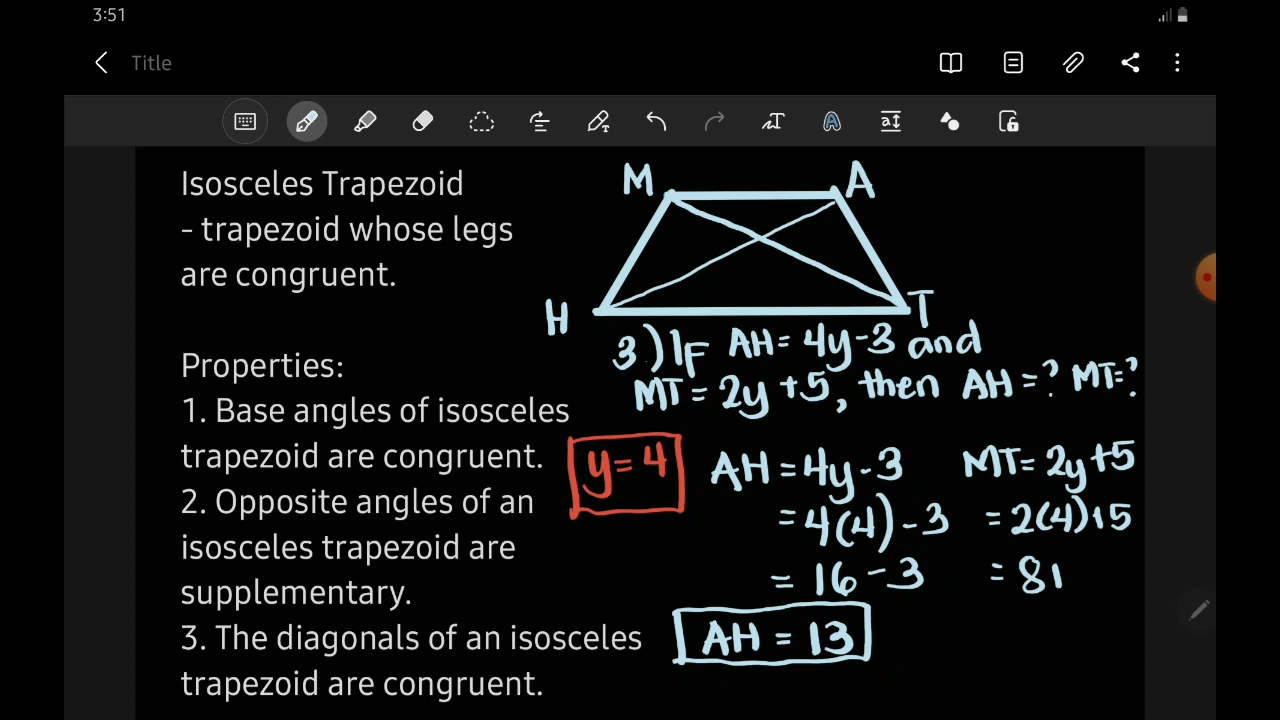 3:51
Title
Isosceles Trapezoid
- trapezoid whose legs
are congruent.
Properties:
1. Base angles of isosceles
trapezoid are congruent.
2. Opposite angles of an
isosceles trapezoid are
supplementary.
3. The diagonals of an isosceles
trapezoid are congruent.
M A
H T
3) IF AH = 4y - 3 and
MT = 2y + 5, then AH = ? MT = ?
y = 4
AH = 4y - 3
= 4(4) - 3
= 16 - 3
AH = 13
MT = 2y + 5
= 2(4) + 5
= 81